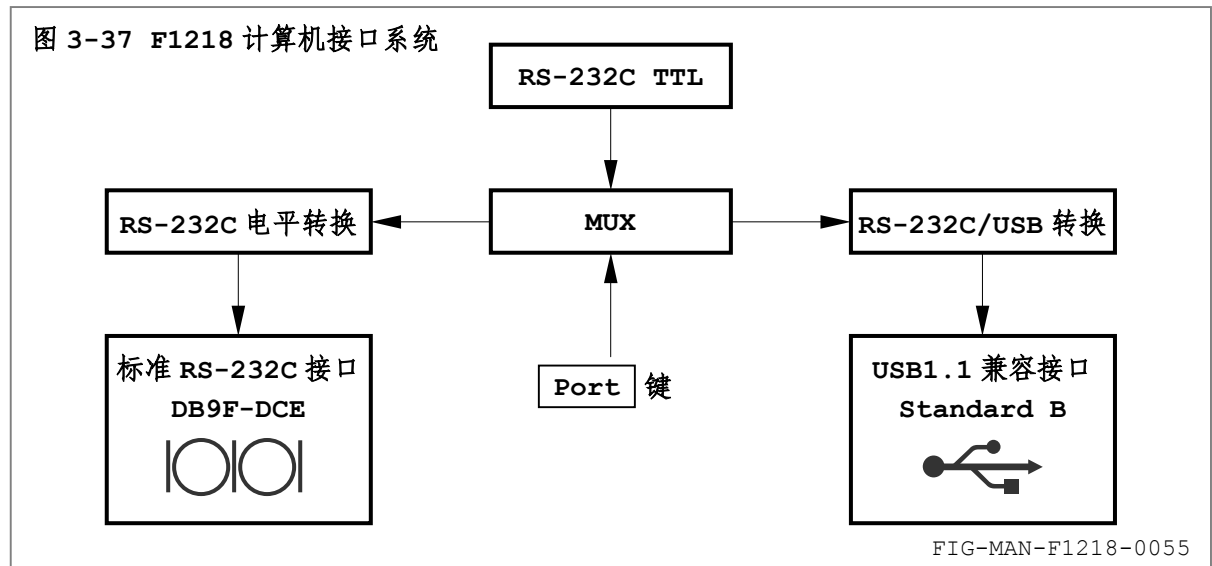 图 3-37 F1218 计算机接口系统
RS-232C TTL
RS-232C 电平转换
MUX
RS-232C/USB 转换
标准 RS-232C 接口
DB9F-DCE
Port 键
USB1.1 兼容接口
Standard B
FIG-MAN-F1218-0055